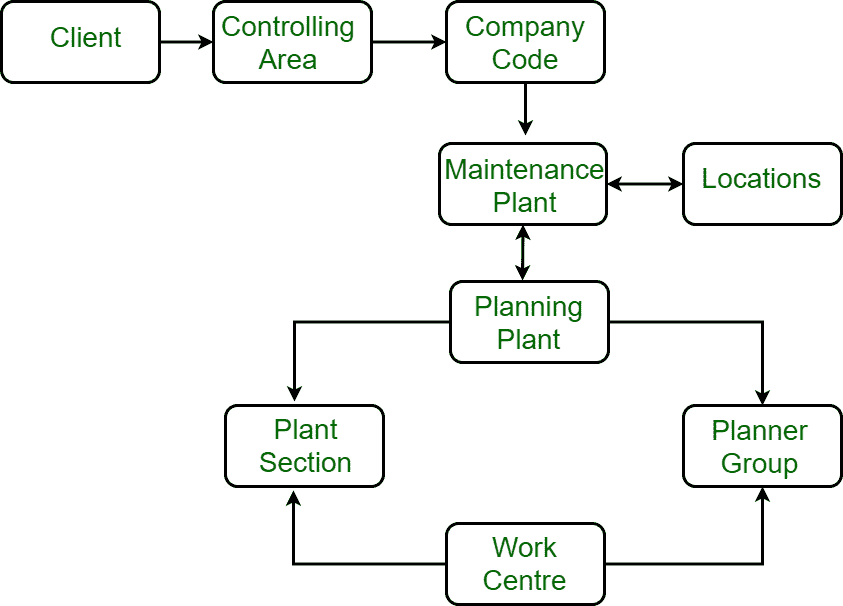 Client
Controlling
Area
Company
Code
Maintenance
Plant
Locations
Planning
Plant
Plant
Section
Planner
Group
Work
Centre